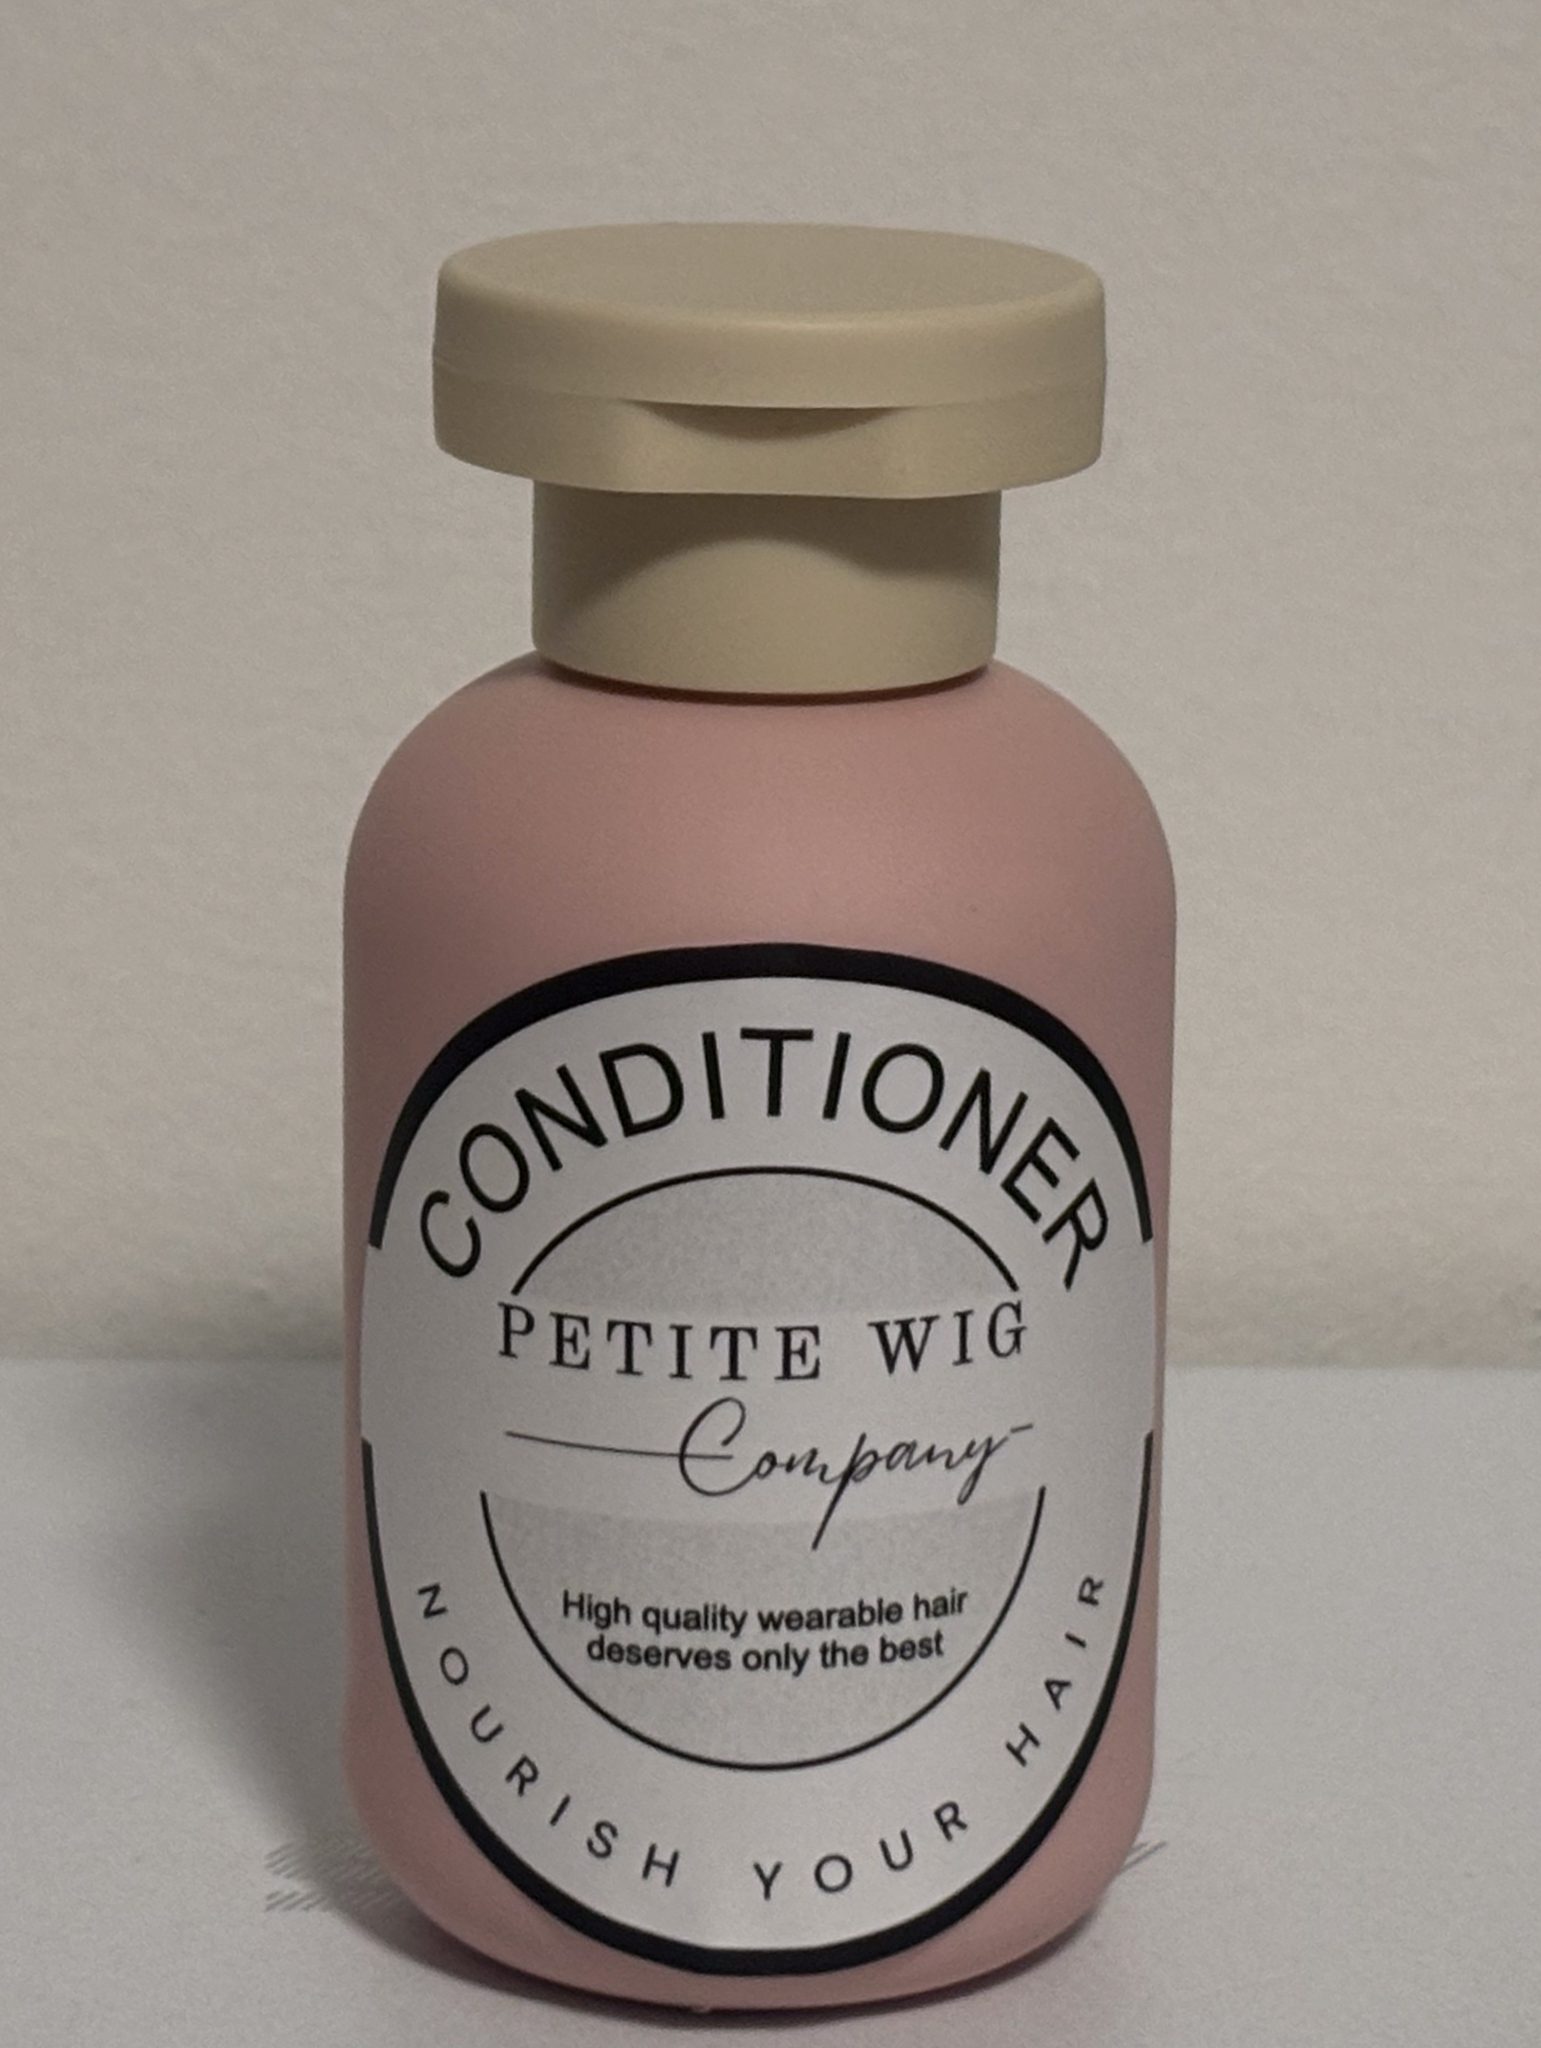 CONDITIONER
PETITE WIG
Company
High quality wearable hair
deserves only the best
NOURISH YOUR HAIR